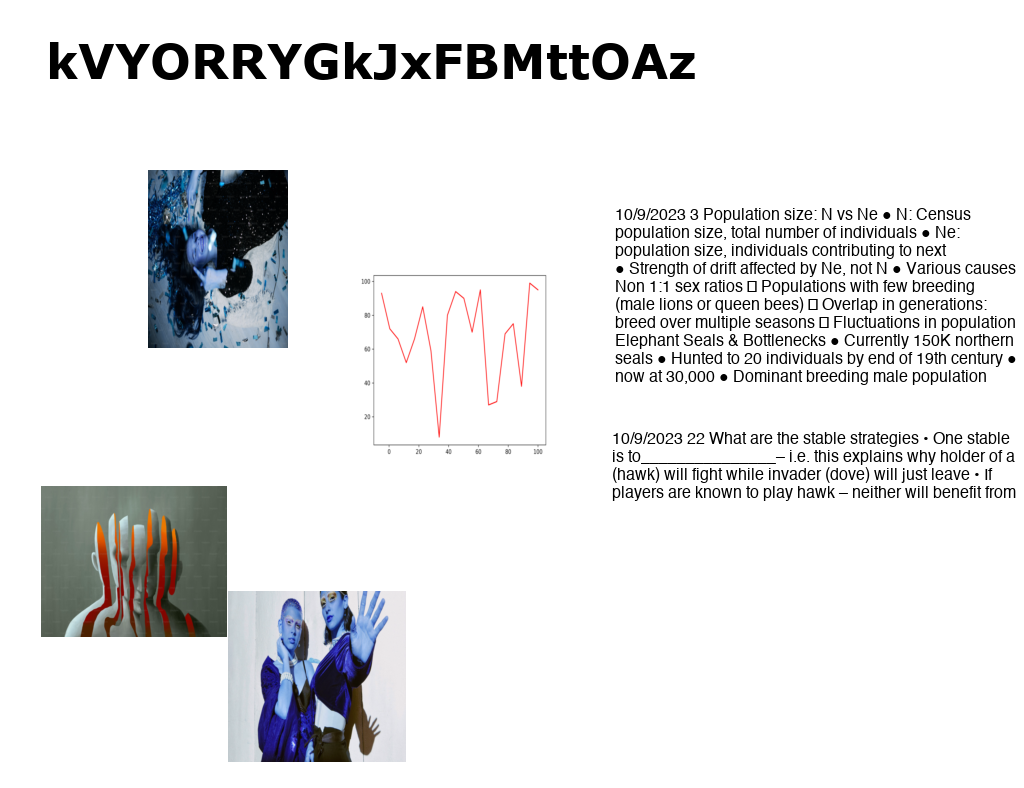 kVYORRYGkJxFBMttOAz
10/9/2023 3 Population size: N vs Ne ● N: Census
population size, total number of individuals ● Ne:
population size, individuals contributing to next
● Strength of drift affected by Ne, not N ● Various causes
Non 1:1 sex ratios □ Populations with few breeding
(male lions or queen bees) □ Overlap in generations:
breed over multiple seasons □ Fluctuations in population
Elephant Seals & Bottlenecks ● Currently 150K northern
seals ● Hunted to 20 individuals by end of 19th century ●
now at 30,000 ● Dominant breeding male population
100
80
60
40
20
0 20 40 60 80 100
10/9/2023 22 What are the stable strategies • One stable
is to________________– i.e. this explains why holder of a
(hawk) will fight while invader (dove) will just leave • If
players are known to play hawk – neither will benefit from